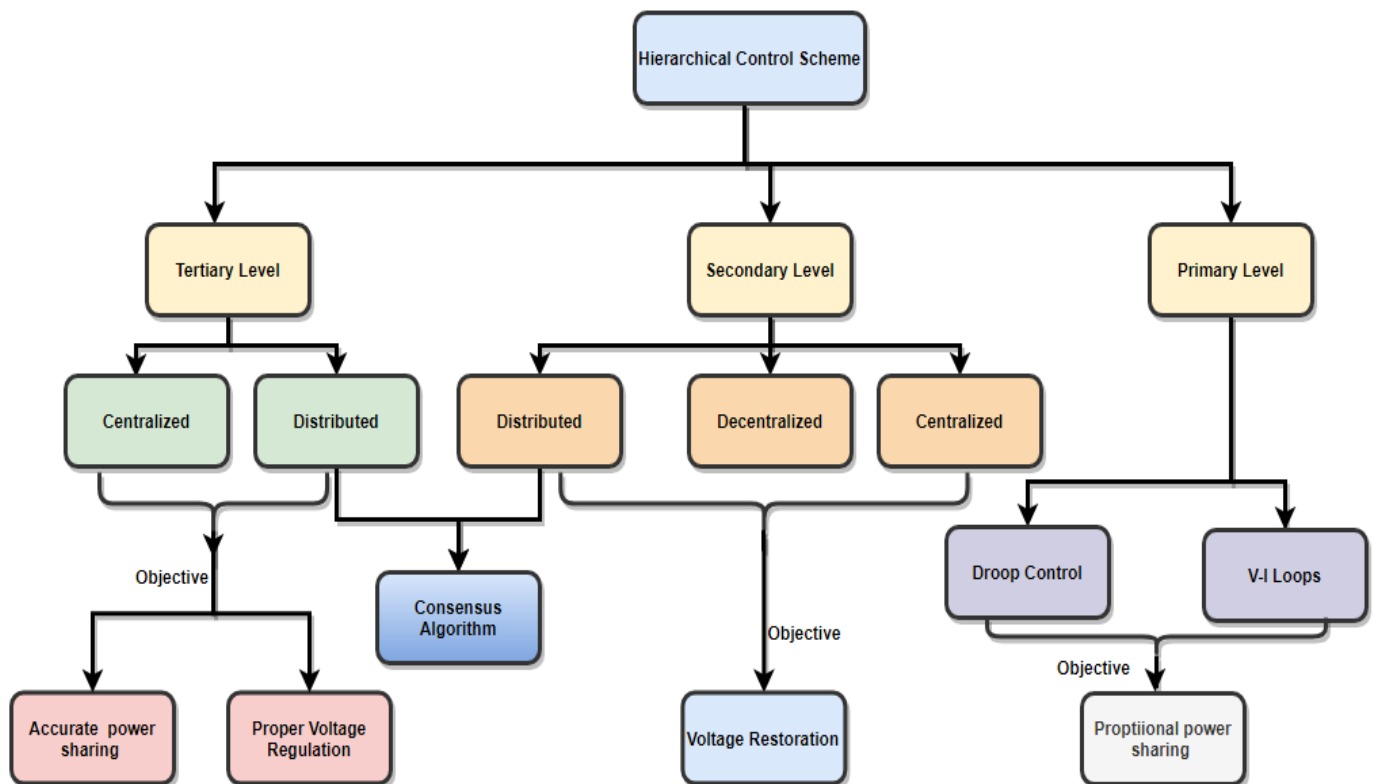 Hierarchical Control Scheme
Tertiary Level
Secondary Level
Primary Level
Centralized
Distributed
Distributed
Decentralized
Centralized
Droop Control
V-I Loops
Objective
Consensus
Algorithm
Objective
Objective
Accurate power
sharing
Proper Voltage
Regulation
Voltage Restoration
Proptiional power
sharing